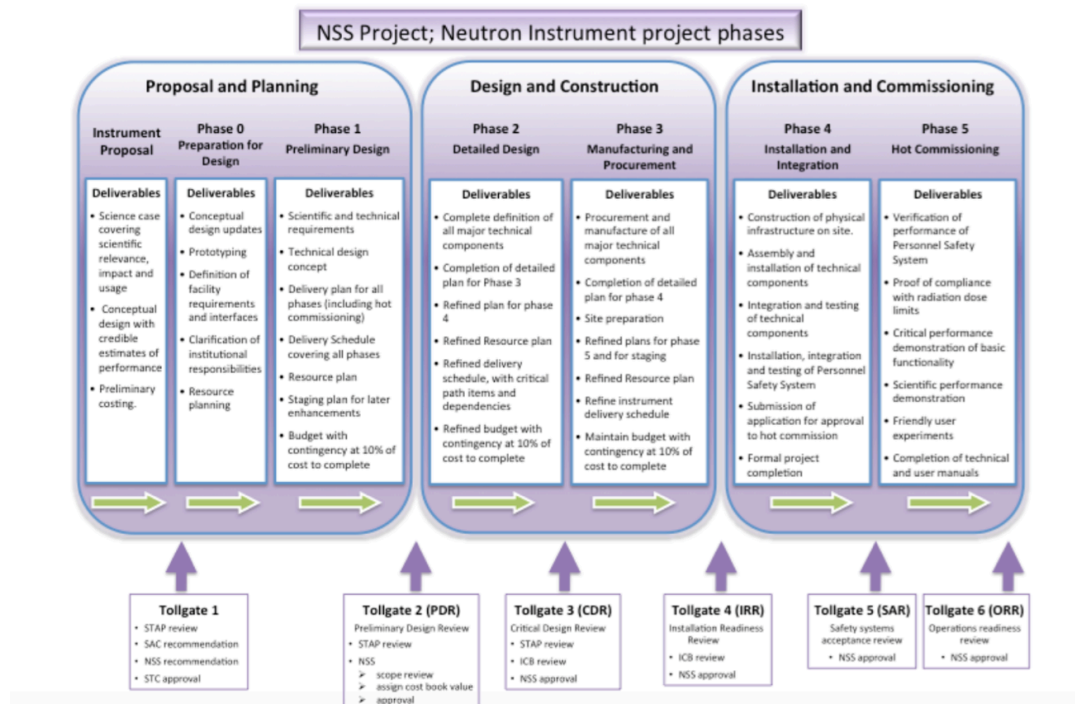 NSS Project; Neutron Instrument project phases
Proposal and Planning
Instrument
Proposal
Deliverables
• Science case
covering
scientific
relevance,
impact and
usage
• Conceptual
design with
credible
estimates of
performance
• Preliminary
costing.
Phase 0
Preparation for
Design
Deliverables
• Conceptual
design updates
• Prototyping
• Definition of
facility
requirements
and interfaces
• Clarification of
institutional
responsibilities
• Resource
planning
Phase 1
Preliminary Design
Deliverables
• Scientific and technical
requirements
• Technical design
concept
• Delivery plan for all
phases (including hot
commissioning)
• Delivery Schedule
covering all phases
• Resource plan
• Staging plan for later
enhancements
• Budget with
contingency at 10% of
cost to complete
Design and Construction
Phase 2
Detailed Design
Deliverables
• Complete definition of
all major technical
components
• Completion of detailed
plan for Phase 3
• Refined plan for phase
4
• Refined Resource plan
• Refined delivery
schedule, with critical
path items and
dependencies
• Refined budget with
contingency at 10% of
cost to complete
Phase 3
Manufacturing and
Procurement
Deliverables
• Procurement and
manufacture of all
major technical
components
• Completion of detailed
plan for phase 4
• Site preparation
• Refined plans for phase
5 and for staging
• Refined Resource plan
• Refine instrument
delivery schedule
• Maintain budget with
contingency at 10% of
cost to complete
Installation and Commissioning
Phase 4
Installation and
Integration
Deliverables
• Construction of physical
infrastructure on site.
• Assembly and
installation of technical
components
• Integration and testing
of technical
components
• Installation, integration
and testing of Personnel
Safety System
• Submission of
application for approval
to hot commission
• Formal project
completion
Phase 5
Hot Commissioning
Deliverables
• Verification of
performance of
Personnel Safety
System
• Proof of compliance
with radiation dose
limits
• Critical performance
demonstration of basic
functionality
• Scientific performance
demonstration
• Friendly user
experiments
• Completion of technical
and user manuals
Tollgate 1
• STAP review
• SAC recommendation
• NSS recommendation
• STC approval
Tollgate 2 (PDR)
Preliminary Design Review
• STAP review
• NSS
➢ scope review
➢ assign cost book value
➢ approval
Tollgate 3 (CDR)
Critical Design Review
• STAP review
• ICB review
• NSS approval
Tollgate 4 (IRR)
Installation Readiness
Review
• ICB review
• NSS approval
Tollgate 5 (SAR)
Safety systems
acceptance review
• NSS approval
Tollgate 6 (ORR)
Operations readiness
review
• NSS approval